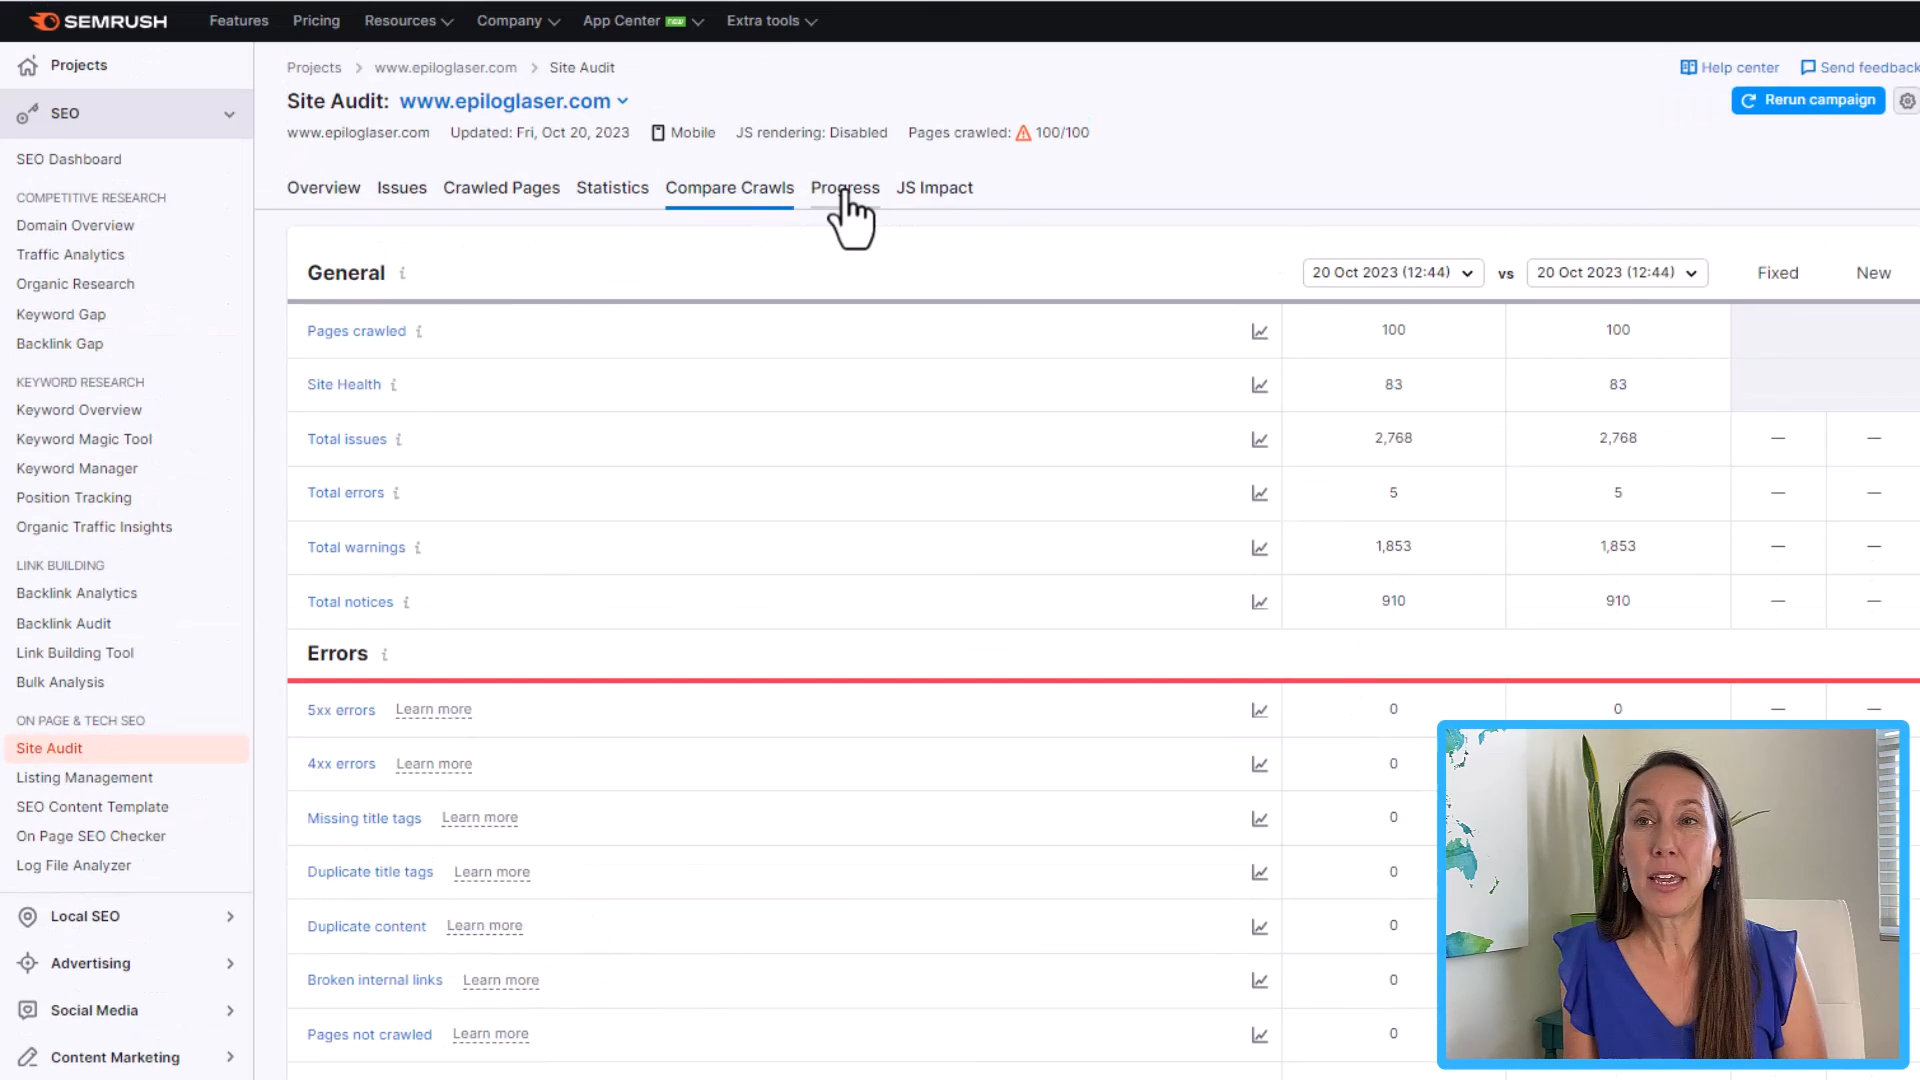 SEMRUSH
Features
Pricing
Resources
Company
App Center new
Extra tools
Projects
SEO
SEO Dashboard
COMPETITIVE RESEARCH
Domain Overview
Traffic Analytics
Organic Research
Keyword Gap
Backlink Gap
KEYWORD RESEARCH
Keyword Overview
Keyword Magic Tool
Keyword Manager
Position Tracking
Organic Traffic Insights
LINK BUILDING
Backlink Analytics
Backlink Audit
Link Building Tool
Bulk Analysis
ON PAGE & TECH SEO
Site Audit
Listing Management
SEO Content Template
On Page SEO Checker
Log File Analyzer
Local SEO
Advertising
Social Media
Content Marketing
Projects > www.epiloglaser.com > Site Audit
Help center
Send feedback
Site Audit: www.epiloglaser.com
Rerun campaign
www.epiloglaser.com Updated: Fri, Oct 20, 2023 Mobile JS rendering: Disabled Pages crawled: 100/100
Overview Issues Crawled Pages Statistics Compare Crawls Progress JS Impact
General i 20 Oct 2023 (12:44) vs 20 Oct 2023 (12:44) Fixed New
Pages crawled i 100 100
Site Health i 83 83
Total issues i 2,768 2,768 — —
Total errors i 5 5 — —
Total warnings i 1,853 1,853 — —
Total notices i 910 910 — —
Errors i
5xx errors Learn more 0 0 — —
4xx errors Learn more 0
Missing title tags Learn more 0
Duplicate title tags Learn more 0
Duplicate content Learn more 0
Broken internal links Learn more 0
Pages not crawled Learn more 0